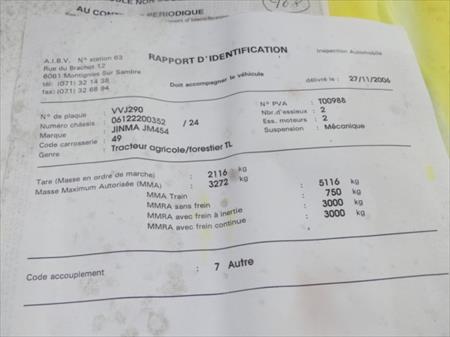 AU CO
PERIODIQUE
RAPPORT D'IDENTIFICATION
Inspection Automobile
A.I.B.V. N° station 63
Rue du Brachot 12
6061 Montignies Sur Sambre
tél: (071) 32 14 38
fax: (071) 32 68 94
Doit accompagner le véhicule
délivré le : 27/11/2006
N° de plaque : VVJ290
Numéro châssis : 06122200352 / 24
Marque : JINMA JM454
Code carrosserie : 49
Genre : Tracteur agricole/forestier TL
N° PVA : T00988
Nbr.d'essieux : 2
Ess. moteurs : 2
Suspension : Mécanique
Tare (Masse en ordre de marche) : 2116 kg
Masse Maximum Autorisée (MMA) : 3272 kg
MMA Train : 5116 kg
MMRA sans frein : 750 kg
MMRA avec frein à inertie : 3000 kg
MMRA avec frein continue : 3000 kg
Code accouplement : 7 Autre